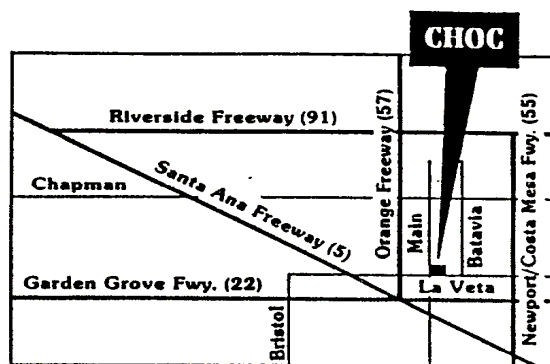 CHOC
Riverside Freeway (91)
Orange Freeway (57)
Newport/Costa Mesa Fwy. (55)
Chapman
Santa Ana Freeway (5)
Main
Batavia
Garden Grove Fwy. (22)
La Veta
Bristol